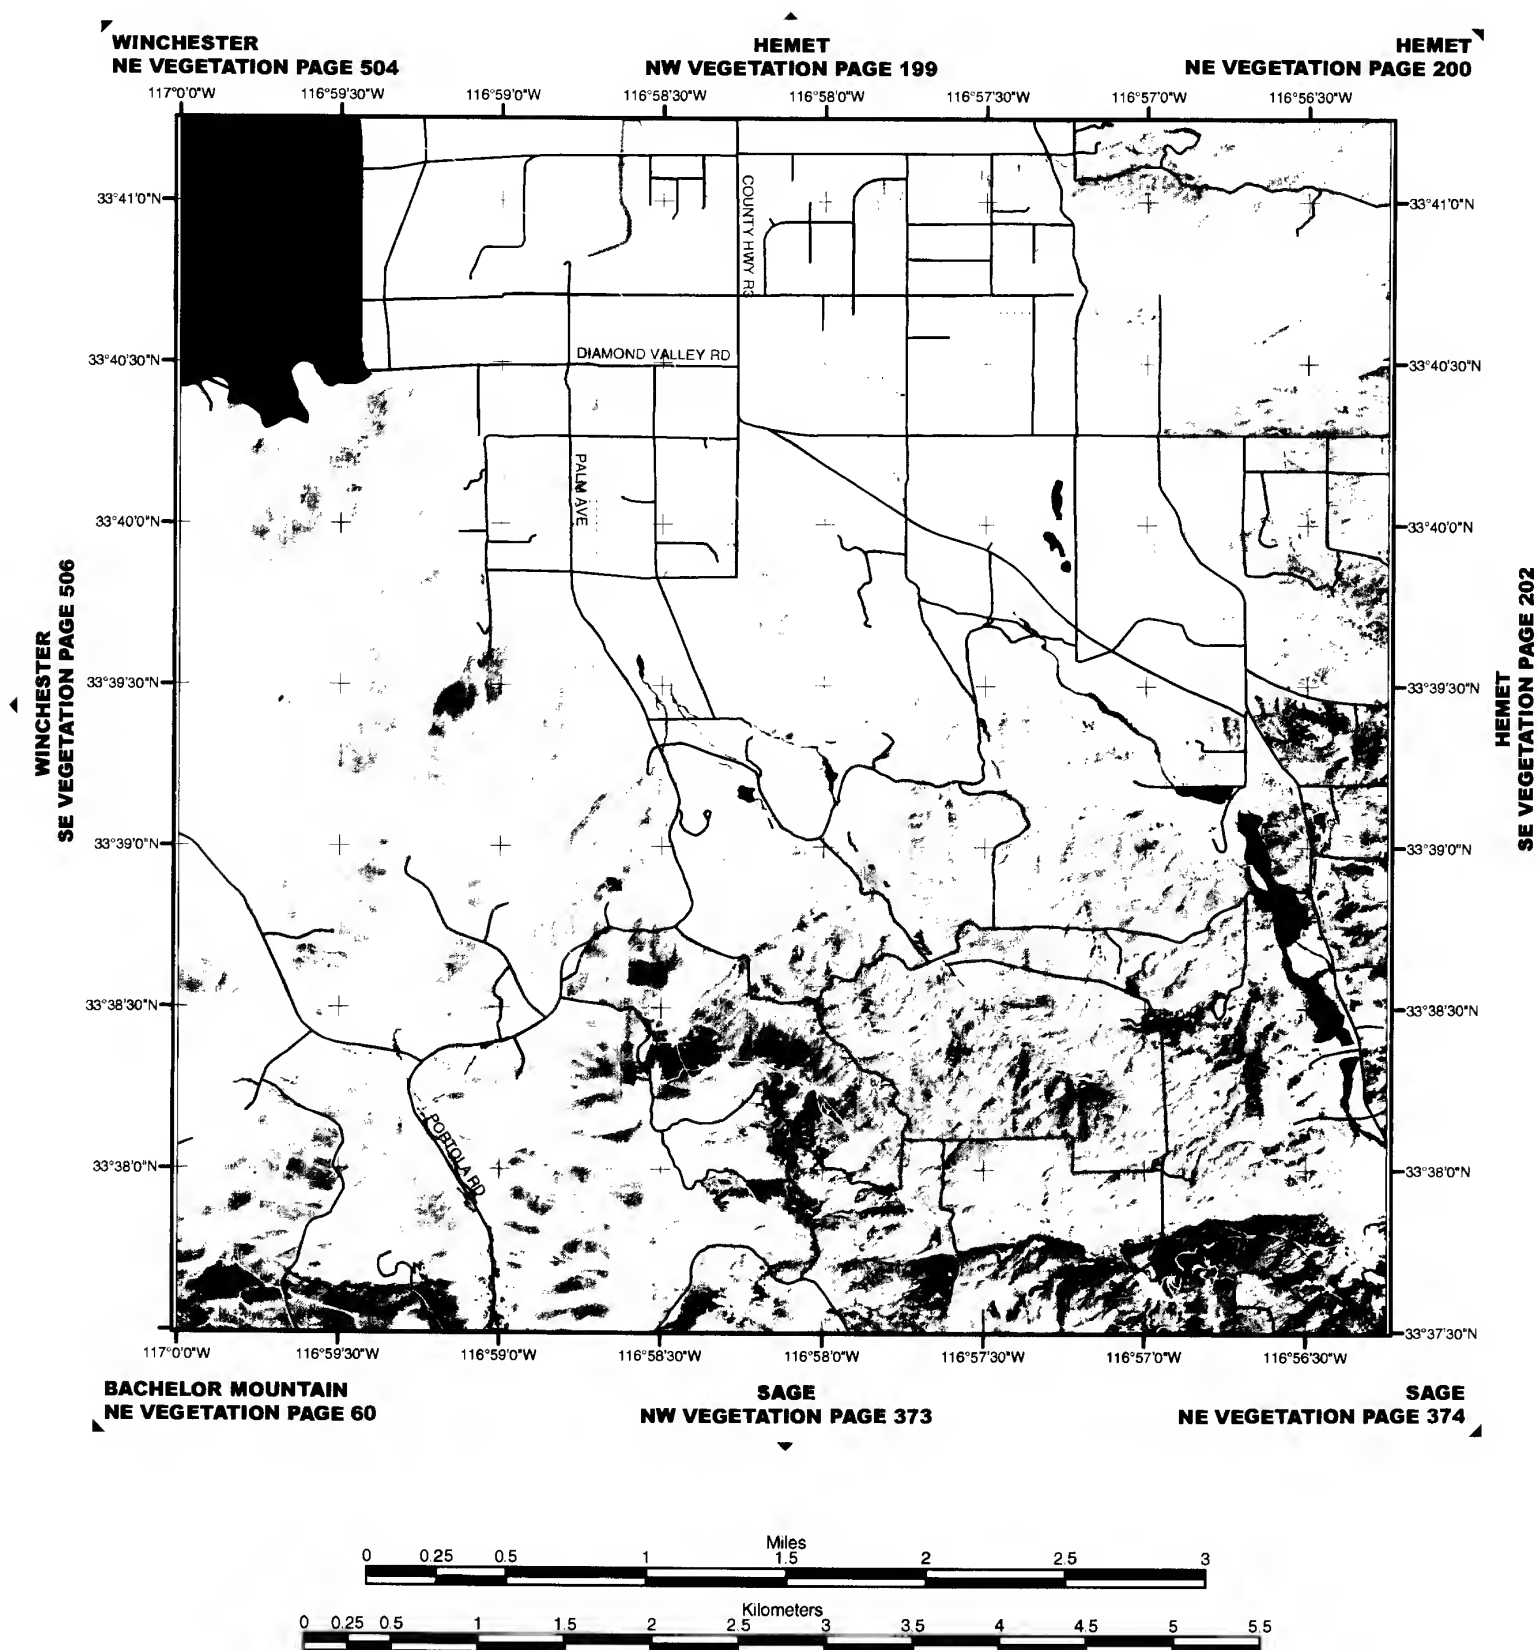 WINCHESTER
NE VEGETATION PAGE 504
HEMET
NW VEGETATION PAGE 199
HEMET
NE VEGETATION PAGE 200
117°0'0"W 116°59'30"W 116°59'0"W 116°58'30"W 116°58'0"W 116°57'30"W 116°57'0"W 116°56'30"W
33°41'0"N
33°40'30"N
33°40'0"N
33°39'30"N
33°39'0"N
33°38'30"N
33°38'0"N
WINCHESTER
SE VEGETATION PAGE 506
COUNTY HWY R3
DIAMOND VALLEY RD
PALM AVE
PORTOLA RD
33°41'0"N
33°40'30"N
33°40'0"N
33°39'30"N
33°39'0"N
33°38'30"N
33°38'0"N
33°37'30"N
HEMET
SE VEGETATION PAGE 202
117°0'0"W 116°59'30"W 116°59'0"W 116°58'30"W 116°58'0"W 116°57'30"W 116°57'0"W 116°56'30"W
BACHELOR MOUNTAIN
NE VEGETATION PAGE 60
SAGE
NW VEGETATION PAGE 373
SAGE
NE VEGETATION PAGE 374
Miles
0 0.25 0.5 1 1.5 2 2.5 3
Kilometers
0 0.25 0.5 1 1.5 2 2.5 3 3.5 4 4.5 5 5.5